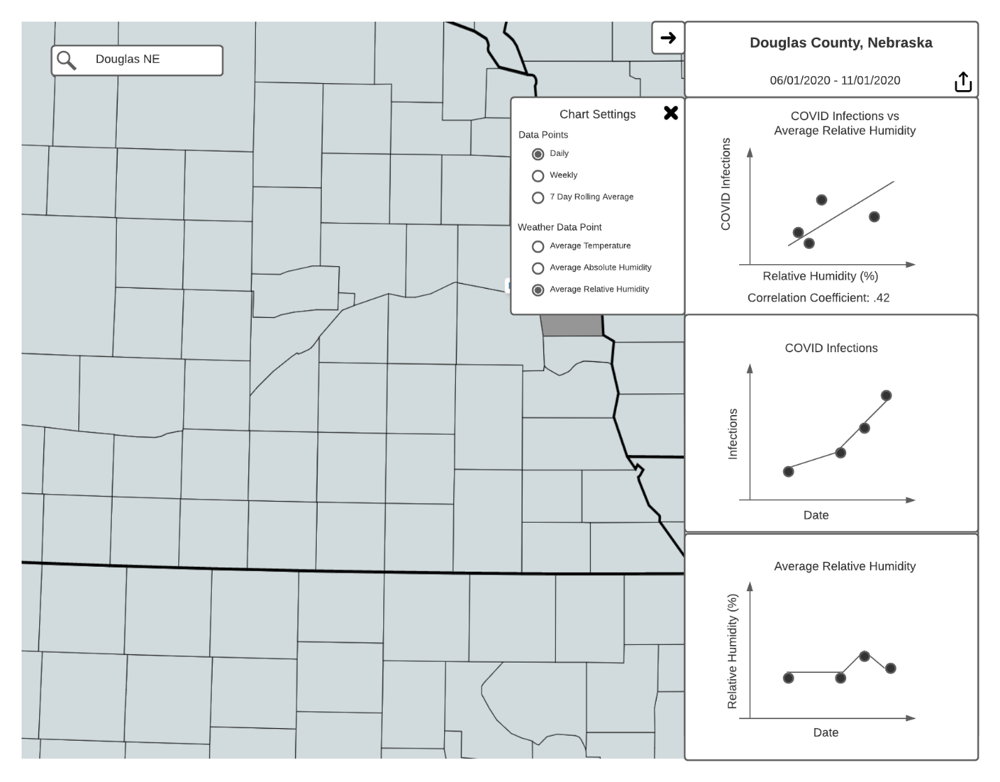 Douglas NE
Douglas County, Nebraska
06/01/2020 - 11/01/2020
Chart Settings
Data Points
Daily
Weekly
7 Day Rolling Average
Weather Data Point
Average Temperature
Average Absolute Humidity
Average Relative Humidity
COVID Infections vs
Average Relative Humidity
COVID Infections
Relative Humidity (%)
Correlation Coefficient: .42
COVID Infections
Infections
Date
Average Relative Humidity
Relative Humidity (%)
Date